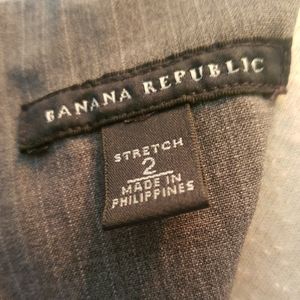 BANANA REPUBLIC
STRETCH
2
MADE IN
PHILIPPINES